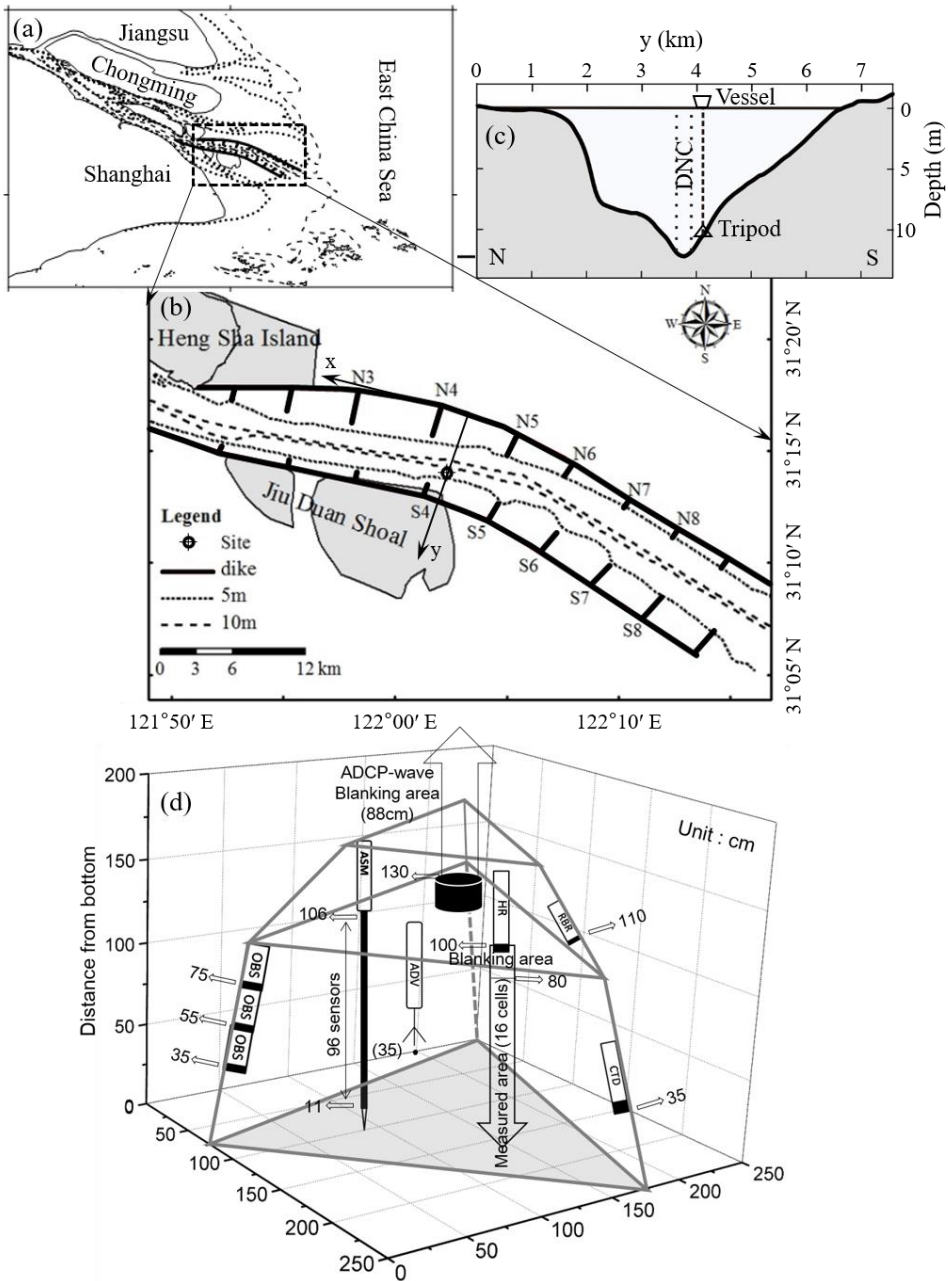 (a)
Jiangsu
Chongming
Shanghai
East China Sea
y (km)
0 1 2 3 4 5 6 7
Vessel
(c)
DNC
Tripod
N
S
0
5
10
Depth (m)
(b)
Heng Sha Island
x
N3
N4
N5
N6
N7
N8
N
W
E
S
Jiu Duan Shoal
S4
S5
S6
S7
S8
y
Legend
Site
dike
5m
10m
0 3 6 12 km
31°20′ N
31°15′ N
31°10′ N
31°05′ N
121°50′ E
122°00′ E
122°10′ E
(d)
ADCP-wave
Blanking area
(88cm)
Unit : cm
Distance from bottom
200
150
100
50
0
ASM
106
96 sensors
11
130
HR
100
Blanking area
80
Measured area (16 cells)
RBR
110
ADV
(35)
OBS
OBS
OBS
75
55
35
CTD
35
50
100
150
200
250
0
50
100
150
200
250